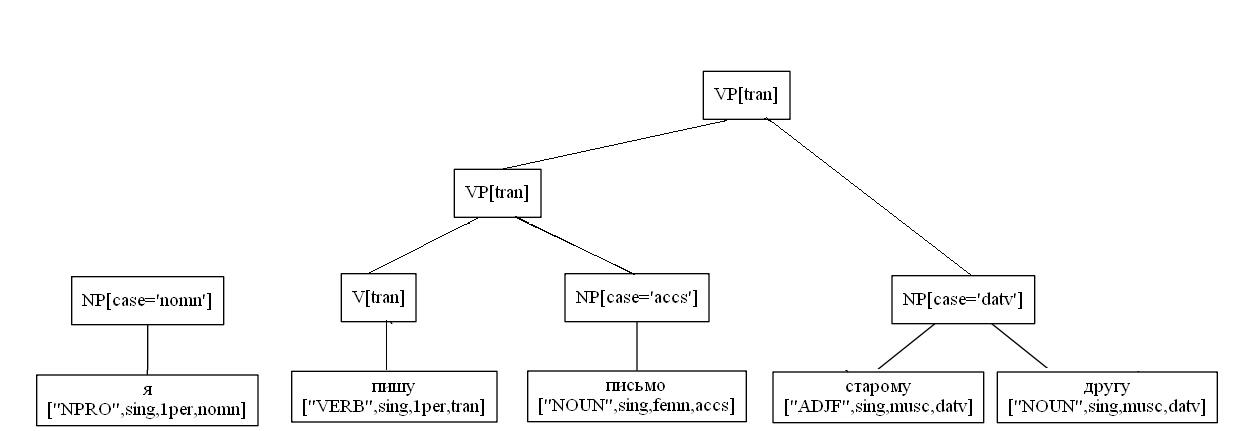 VP[tran]
VP[tran]
NP[case='nomn']
V[tran]
NP[case='accs']
NP[case='datv']
я
["NPRO",sing,1per,nomn]
пишу
["VERB",sing,1per,tran]
письмо
["NOUN",sing,femn,accs]
старому
["ADJF",sing,musc,datv]
другу
["NOUN",sing,musc,datv]